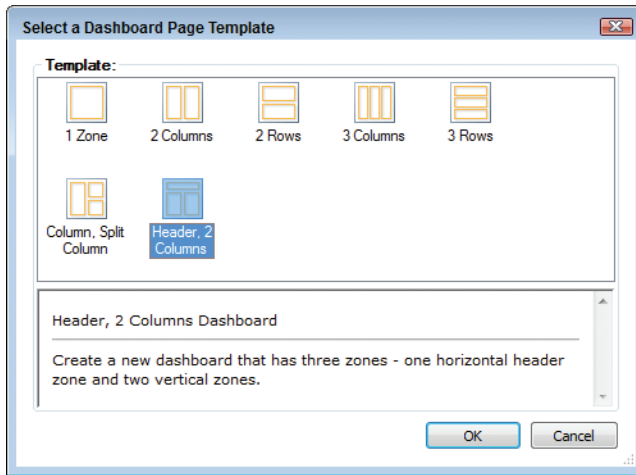 Select a Dashboard Page Template
Template:
1 Zone
2 Columns
2 Rows
3 Columns
3 Rows
Column, Split
Column
Header, 2
Columns
Header, 2 Columns Dashboard
Create a new dashboard that has three zones - one horizontal header
zone and two vertical zones.
OK
Cancel